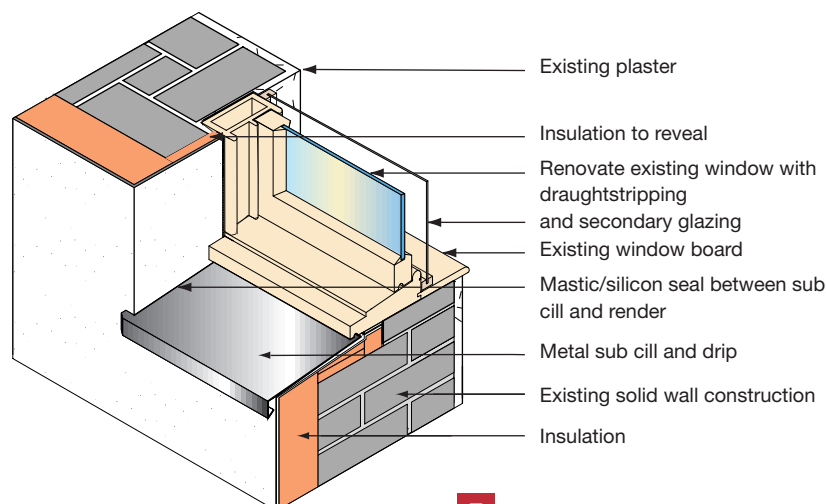 Existing plaster
Insulation to reveal
Renovate existing window with
draughtstripping
and secondary glazing
Existing window board
Mastic/silicon seal between sub
cill and render
Metal sub cill and drip
Existing solid wall construction
Insulation